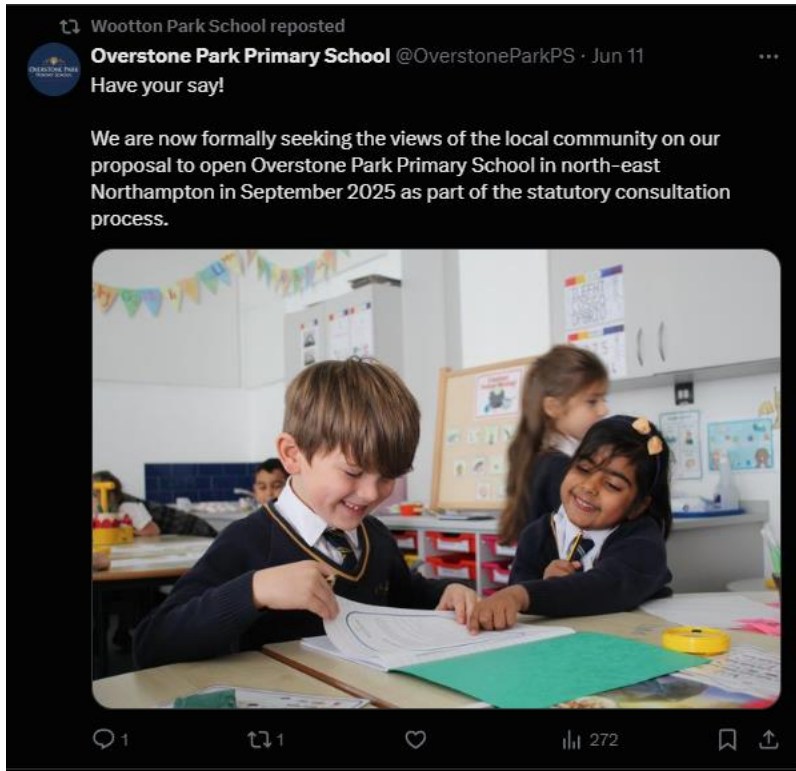 Wootton Park School reposted
Overstone Park Primary School @OverstoneParkPS · Jun 11
Have your say!
We are now formally seeking the views of the local community on our
proposal to open Overstone Park Primary School in north-east
Northampton in September 2025 as part of the statutory consultation
process.
1
1
272